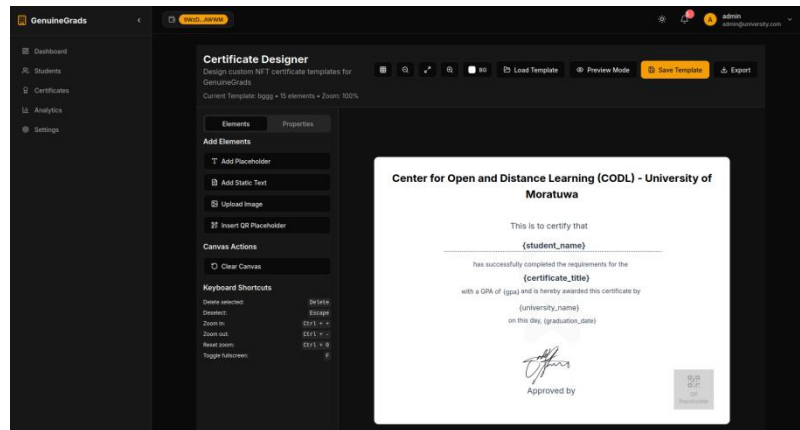 GenuineGrads
9WzD...AWWM
admin
admin@university.com
Dashboard
Students
Certificates
Analytics
Settings
Certificate Designer
Design custom NFT certificate templates for
GenuineGrads
Current Template: bggg • 15 elements • Zoom: 100%
BG
Load Template
Preview Mode
Save Template
Export
Elements
Properties
Add Elements
Add Placeholder
Add Static Text
Upload Image
Insert QR Placeholder
Canvas Actions
Clear Canvas
Keyboard Shortcuts
Delete selected: Delete
Deselect: Escape
Zoom in: Ctrl + +
Zoom out: Ctrl + -
Reset zoom: Ctrl + 0
Toggle fullscreen: F
Center for Open and Distance Learning (CODL) - University of
Moratuwa
This is to certify that
{student_name}
has successfully completed the requirements for the
{certificate_title}
with a GPA of {gpa} and is hereby awarded this certificate by
{university_name}
on this day, {graduation_date}
Approved by
QR
Placeholder